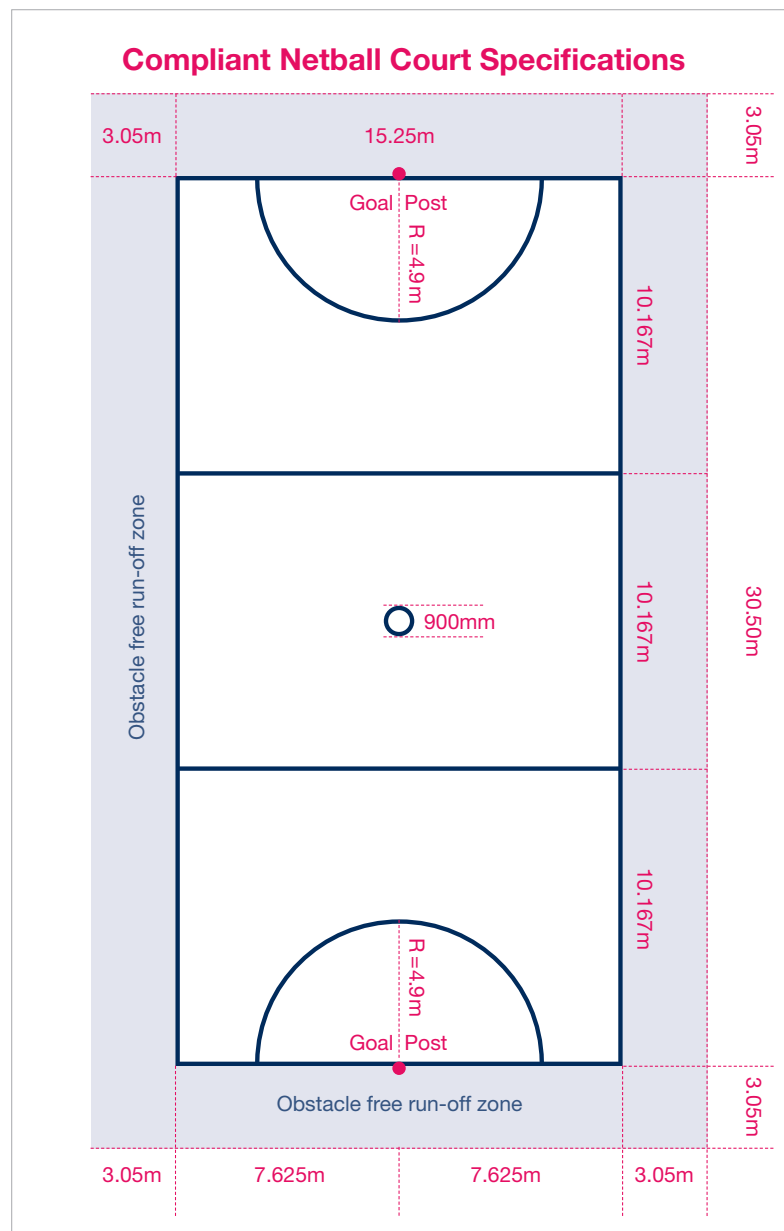 Compliant Netball Court Specifications
3.05m
15.25m
3.05m
Goal Post
R =4.9m
10.167m
Obstacle free run-off zone
900mm
10.167m
30.50m
10.167m
R =4.9m
Goal Post
Obstacle free run-off zone
3.05m
3.05m
7.625m
7.625m
3.05m